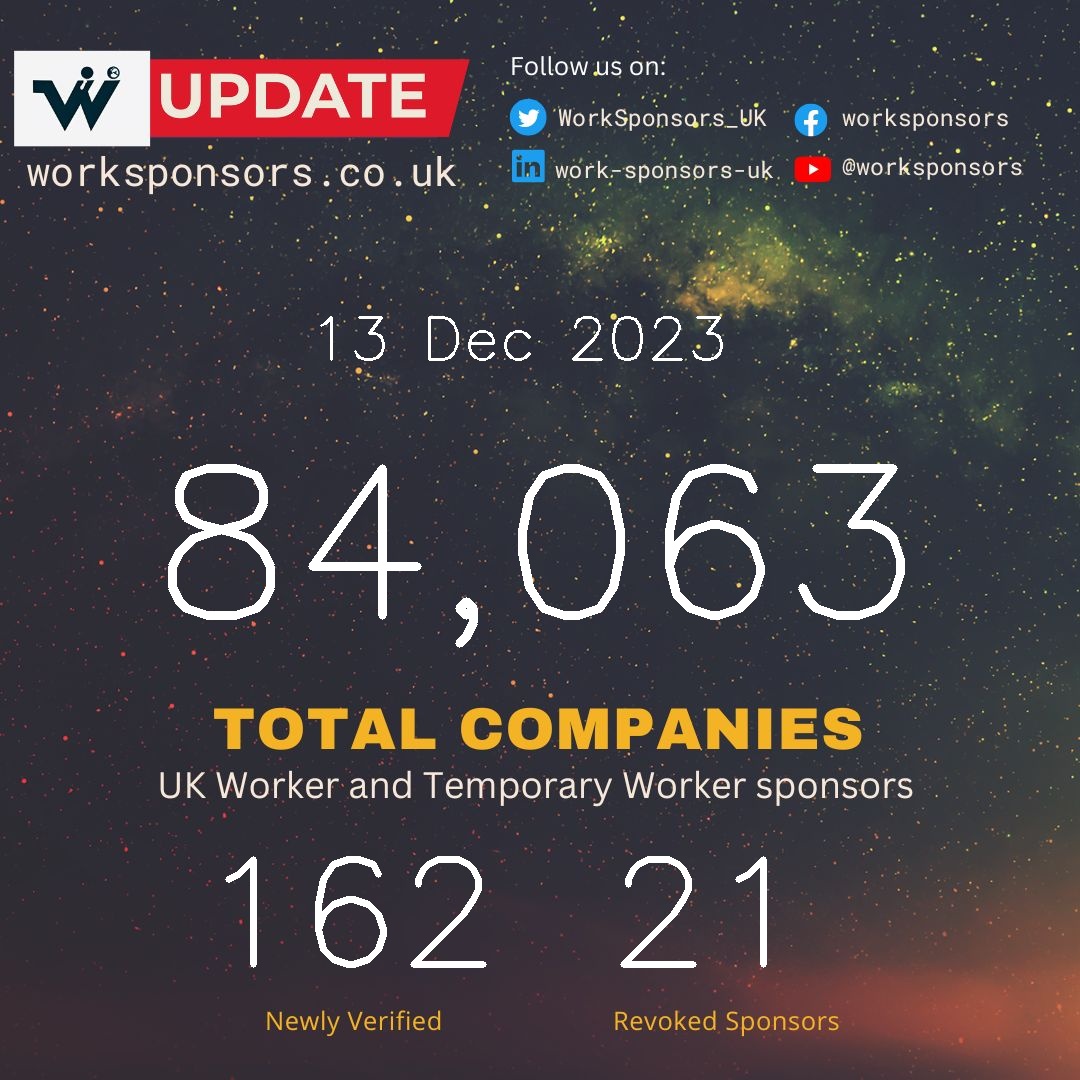 UPDATE
worksponsors.co.uk
Follow us on:
WorkSponsors_UK
worksponsors
work-sponsors-uk
@worksponsors
13 Dec 2023
84,063
TOTAL COMPANIES
UK Worker and Temporary Worker sponsors
162
21
Newly Verified
Revoked Sponsors